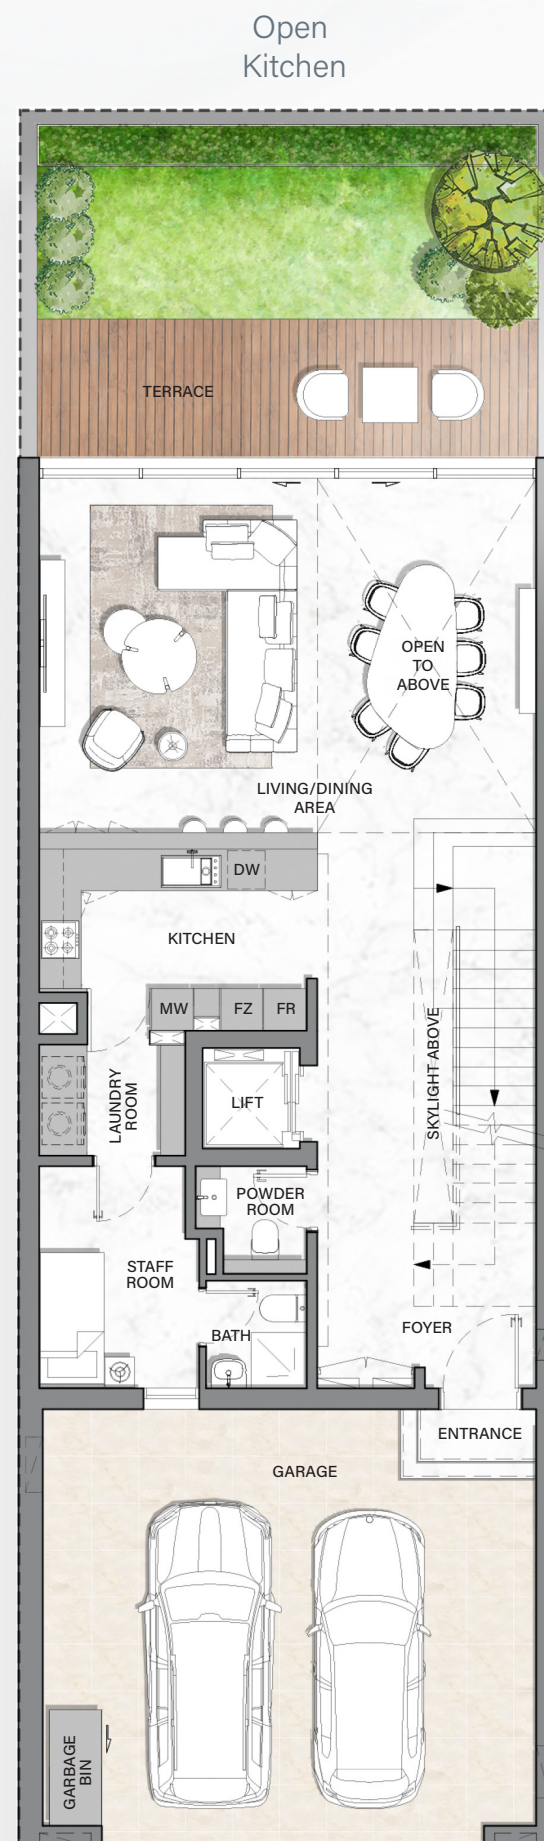 Open
Kitchen
TERRACE
OPEN
TO
ABOVE
LIVING/DINING
AREA
DW
KITCHEN
MW
FZ
FR
SKYLIGHT ABOVE
LAUNDRY
ROOM
LIFT
POWDER
ROOM
STAFF
ROOM
BATH
FOYER
ENTRANCE
GARAGE
GARBAGE
BIN